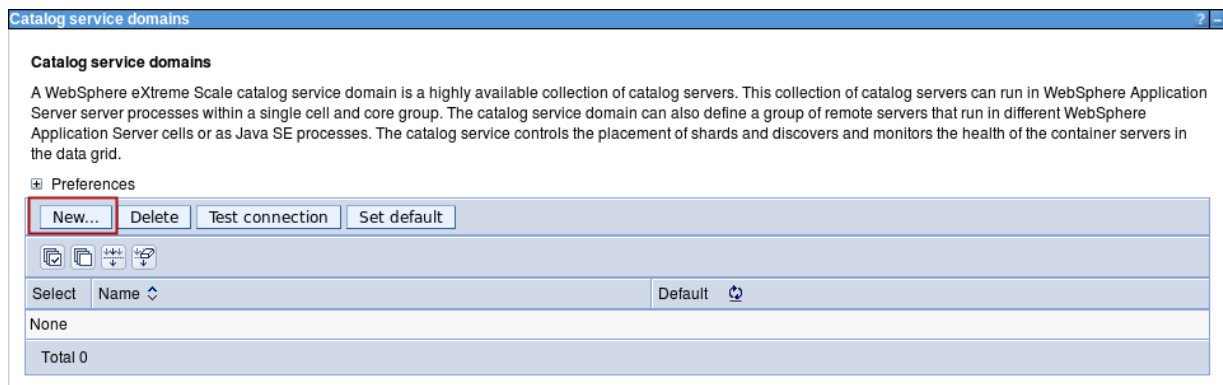 Catalog service domains ? –
Catalog service domains
A WebSphere eXtreme Scale catalog service domain is a highly available collection of catalog servers. This collection of catalog servers can run in WebSphere Application
Server server processes within a single cell and core group. The catalog service domain can also define a group of remote servers that run in different WebSphere
Application Server cells or as Java SE processes. The catalog service controls the placement of shards and discovers and monitors the health of the container servers in
the data grid.
Preferences
New... Delete Test connection Set default
Select Name Default
None
Total 0